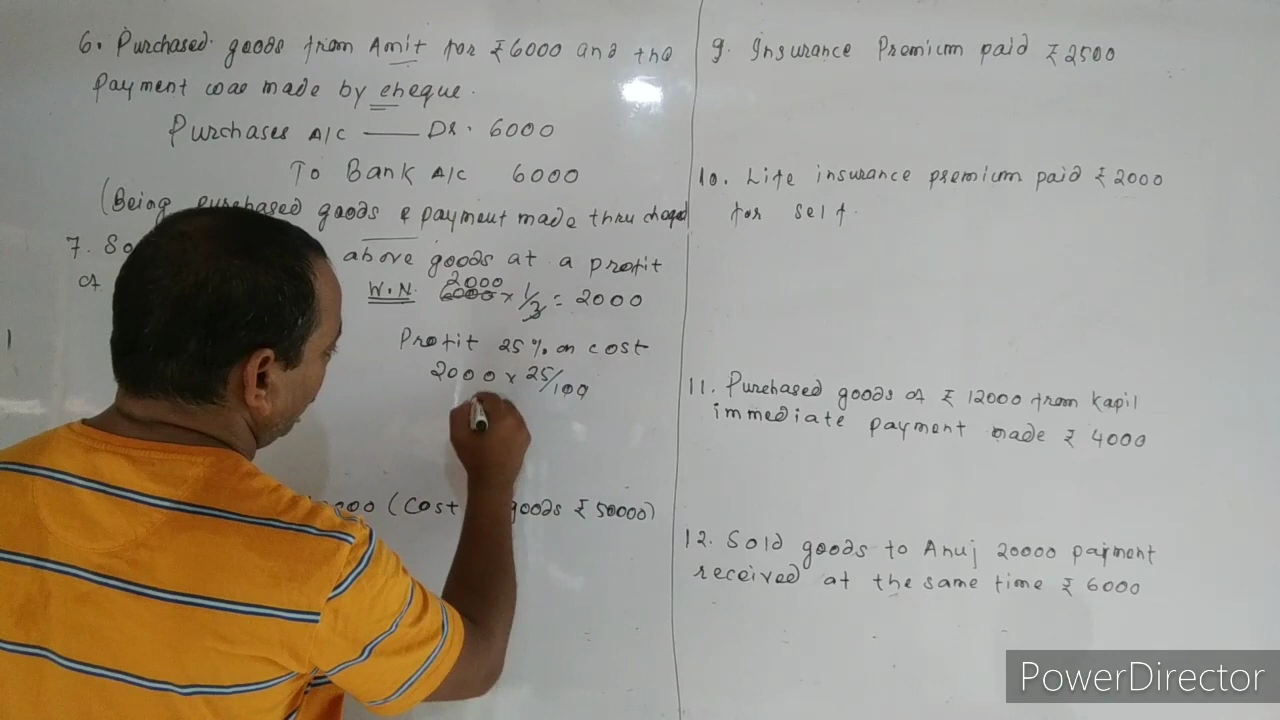 6. Purchased goods from Amit for ₹6000 and the
payment was made by cheque.
Purchases A/C —— Dr. 6000
To Bank A/C 6000
(Being purchased goods & payment made thru
7. above goods at a profit
of
W.N. 6000 2000 × 1/3 = 2000
Profit 25% on cost
2000 × 25/100
(Cost goods ₹ 50000)
9. Insurance Premium paid ₹2500
10. Life insurance premium paid ₹2000
for self.
11. Purchased goods of ₹ 12000 from Kapil
immediate payment made ₹ 4000
12. Sold goods to Anuj 20000 payment
received at the same time ₹ 6000
PowerDirector